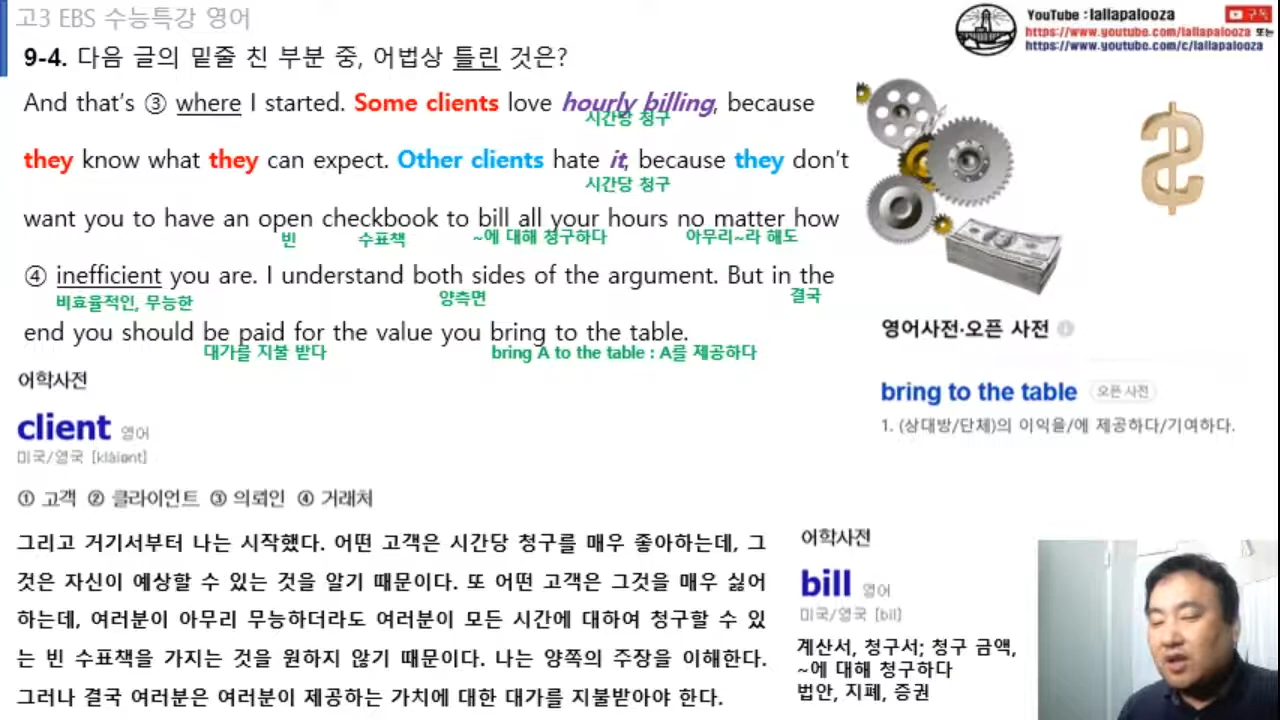 고3 EBS 수능특강 영어
YouTube : lallapalooza
구독
https://www.youtube.com/lallapalooza 또는
https://www.youtube.com/c/lallapalooza
9-4. 다음 글의 밑줄 친 부분 중, 어법상 틀린 것은?
And that's ③ where I started. Some clients love hourly billing, because
시간당 청구
they know what they can expect. Other clients hate it, because they don't
시간당 청구
want you to have an open checkbook to bill all your hours no matter how
빈 수표책 ~에 대해 청구하다 아무리~라 해도
④ inefficient you are. I understand both sides of the argument. But in the
비효율적인, 무능한 양측면 결국
end you should be paid for the value you bring to the table.
대가를 지불 받다 bring A to the table : A를 제공하다
영어사전·오픈 사전
bring to the table 오픈 사전
1. (상대방/단체)의 이익을/에 제공하다/기여하다.
어학사전
client 영어
미국/영국 [kláiənt]
① 고객 ② 클라이언트 ③ 의뢰인 ④ 거래처
그리고 거기서부터 나는 시작했다. 어떤 고객은 시간당 청구를 매우 좋아하는데, 그
것은 자신이 예상할 수 있는 것을 알기 때문이다. 또 어떤 고객은 그것을 매우 싫어
하는데, 여러분이 아무리 무능하더라도 여러분이 모든 시간에 대하여 청구할 수 있
는 빈 수표책을 가지는 것을 원하지 않기 때문이다. 나는 양쪽의 주장을 이해한다.
그러나 결국 여러분은 여러분이 제공하는 가치에 대한 대가를 지불받아야 한다.
어학사전
bill 영어
미국/영국 [bil]
계산서, 청구서; 청구 금액,
~에 대해 청구하다
법안, 지폐, 증권